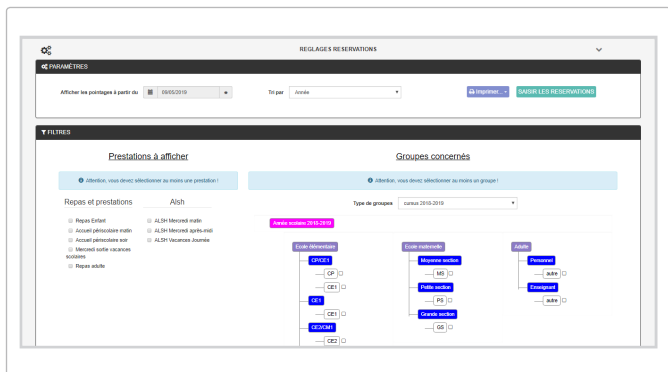 REGLAGES RESERVATIONS
PARAMÈTRES
Afficher les pointages à partir du 09/05/2018 Tri par Année Imprimer... SAISIR LES RESERVATIONS
FILTRES
Prestations à afficher
Groupes concernés
Attention, vous devez sélectionner au moins une prestation !
Attention, vous devez sélectionner au moins un groupe !
Repas et prestations
Alsh
Type de groupes cursus 2018-2019
Repas Enfant
Accueil périscolaire matin
Accueil périscolaire soir
Mercredi sortie vacances
scolaires
Repas adulte
ALSH Mercredi matin
ALSH Mercredi après-midi
ALSH Vacances Journée
Année scolaire 2018-2019
Ecole élémentaire
CP/CE1
CP
CE1
CE1
CE1
CE2/CM1
CE2
Ecole maternelle
Moyenne section
MS
Petite section
PS
Grande section
GS
Adulte
Personnel
autre
Enseignant
autre